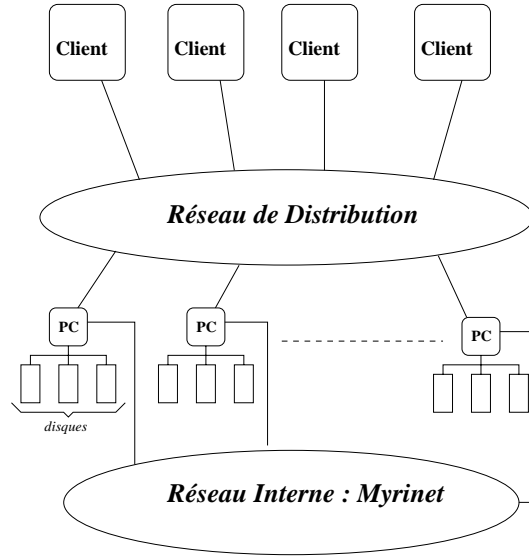 Client Client Client Client
Réseau de Distribution
PC PC PC
disques
Réseau Interne : Myrinet